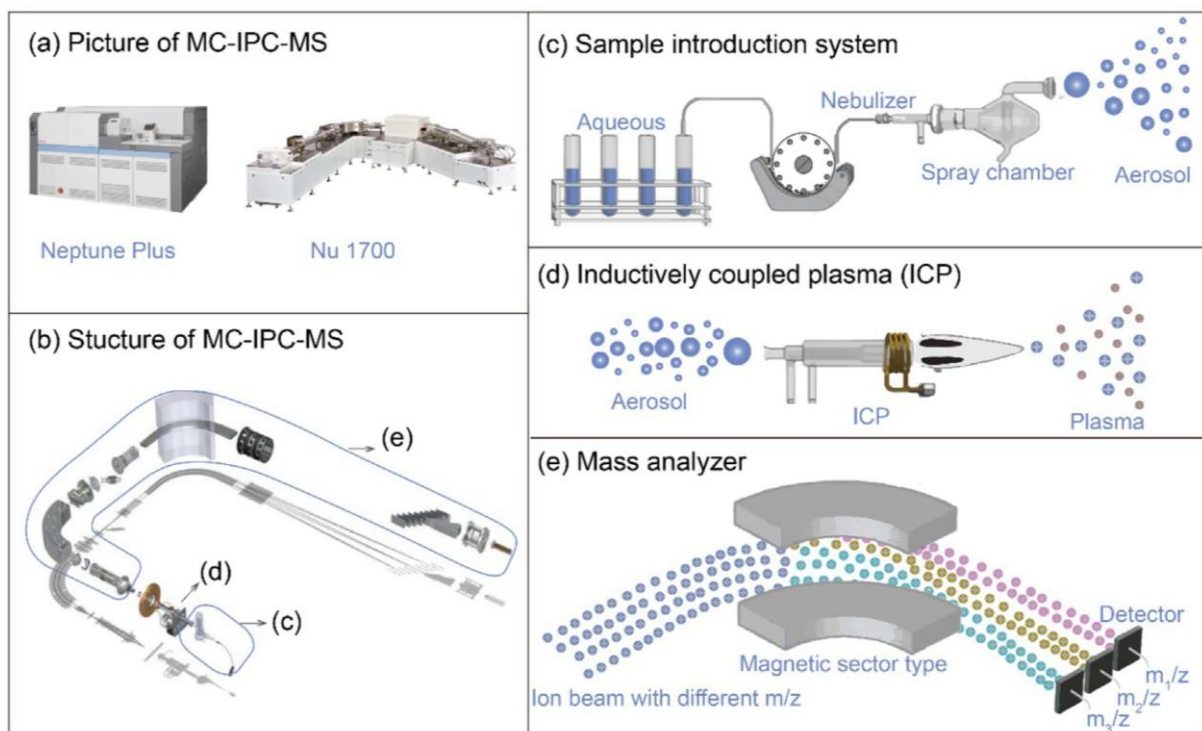 (a) Picture of MC-IPC-MS
Neptune Plus
Nu 1700
(b) Stucture of MC-IPC-MS
(e)
(d)
(c)
(c) Sample introduction system
Aqueous
Nebulizer
Spray chamber
Aerosol
(d) Inductively coupled plasma (ICP)
Aerosol
ICP
Plasma
(e) Mass analyzer
Detector
Magnetic sector type
Ion beam with different m/z
m₁/z
m₂/z
m₃/z